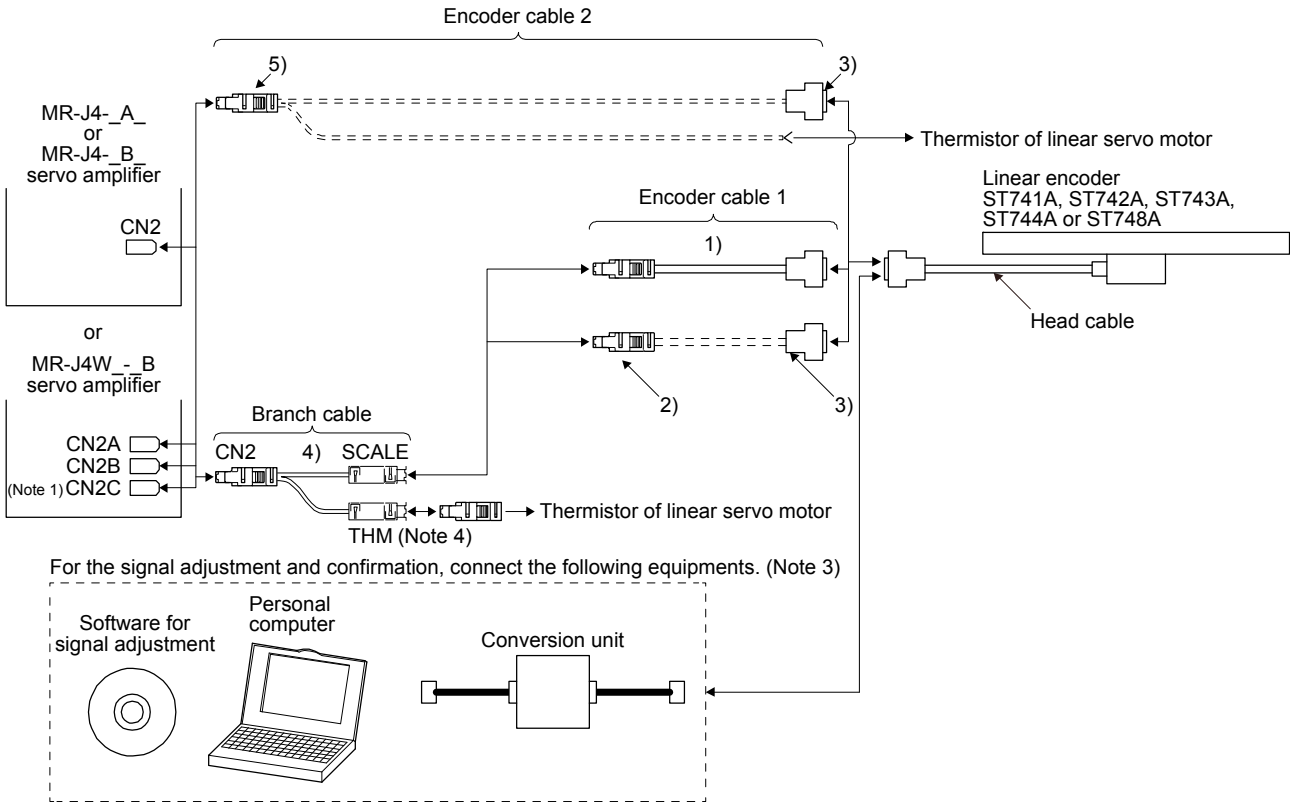 Encoder cable 2
5)
3)
MR-J4-_A_
or
MR-J4-_B_
servo amplifier
Thermistor of linear servo motor
Linear encoder
ST741A, ST742A, ST743A,
ST744A or ST748A
CN2
Encoder cable 1
1)
Head cable
or
MR-J4W_-_B
servo amplifier
2)
3)
Branch cable
CN2A
CN2B
(Note 1) CN2C
CN2
4)
SCALE
Thermistor of linear servo motor
THM (Note 4)
For the signal adjustment and confirmation, connect the following equipments. (Note 3)
Software for
signal adjustment
Personal
computer
Conversion unit